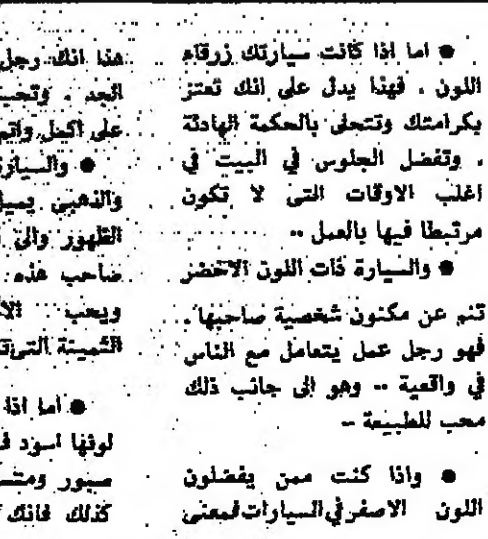 ● اما اذا كانت سيارتك زرقاء
اللون . فهذا يدل على انك تعتز
بكرامتك وتتحلى بالحكمة الهادئة
. وتفضل الجلوس في البيت في
اغلب الاوقات التى لا تكون
مرتبطا فيها بالعمل ..
● والسيارة ذات اللون الاخضر
تنم عن مكنون شخصية صاحبها .
فهو رجل عمل يتعامل مع الناس
في واقعية .. وهو الى جانب ذلك
محب للطبيعة ..
● واذا كنت ممن يفضلون
اللون الاصفر في السيارات فمعنى
هذا انك رجل
الحد . وتحب
على اكمل واتم
● والسيارة
والذهبى يميل
الظهور والى
صاحب هذه
ويحب
الثمينة التى
● اما اذا
لونها اسود ف
صبور ومتس
كذلك فانك